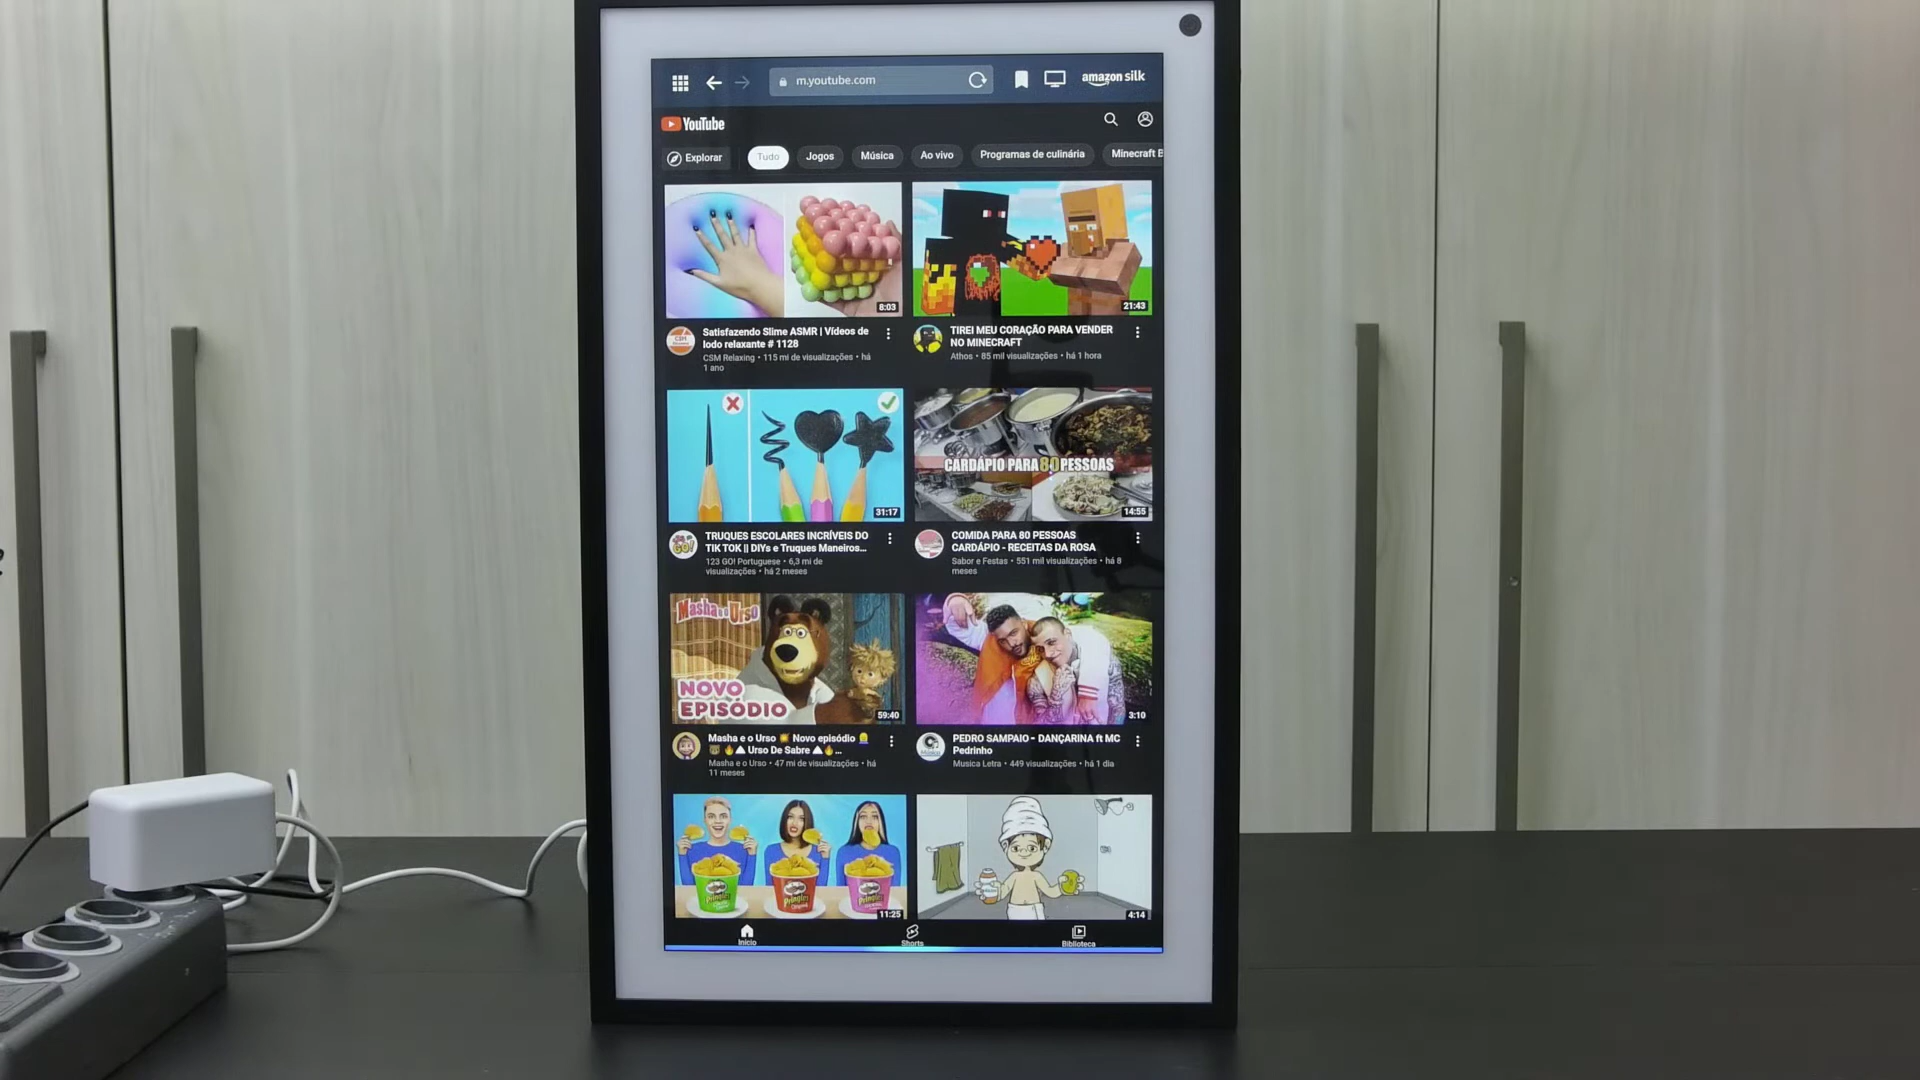 m.youtube.com
amazon silk
YouTube
Explorar
Tudo
Jogos
Música
Ao vivo
Programas de culinária
Minecraft B
8:03
21:43
Satisfazendo Slime ASMR | Vídeos de
lodo relaxante # 1128
CSM Relaxing • 115 mi de visualizações • há
1 ano
TIREI MEU CORAÇÃO PARA VENDER
NO MINECRAFT
Athos • 85 mil visualizações • há 1 hora
31:17
CARDÁPIO PARA 80 PESSOAS
14:55
TRUQUES ESCOLARES INCRÍVEIS DO
TIK TOK || DIYs e Truques Maneiros...
123 GO! Portuguese • 6,3 mi de
visualizações • há 2 meses
COMIDA PARA 80 PESSOAS
CARDÁPIO - RECEITAS DA ROSA
Sabor e Festas • 551 mil visualizações • há 8
meses
Masha e o Urso
NOVO
EPISÓDIO
59:40
3:10
Masha e o Urso 💥 Novo episódio 👱‍♀️
🐻🔥⛰Urso De Sabre ⛰🔥...
Masha e o Urso • 47 mi de visualizações • há
11 meses
PEDRO SAMPAIO - DANÇARINA ft MC
Pedrinho
Musica Letra • 449 visualizações • há 1 dia
Pringles
Pringles
Pringles
11:25
4:14
Início
Shorts
Biblioteca